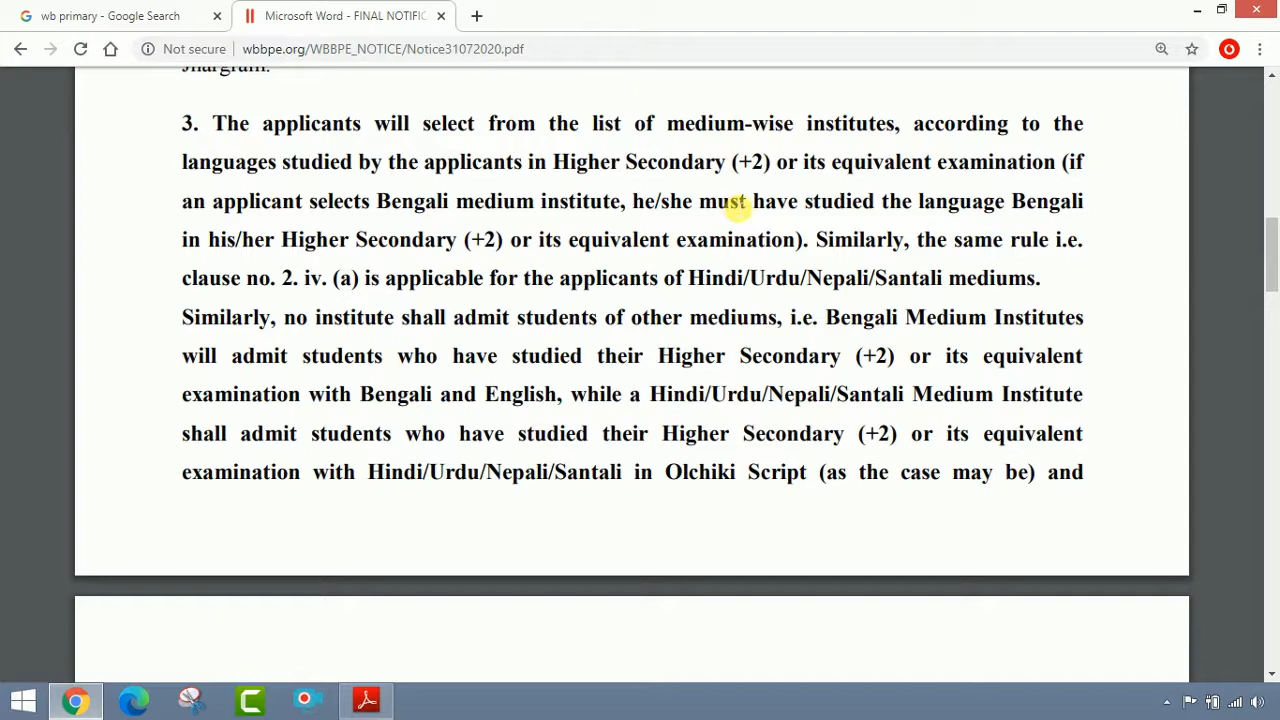 wb primary - Google Search
Microsoft Word - FINAL NOTIFIC
Not secure
wbbpe.org/WBBPE_NOTICE/Notice31072020.pdf
Jhargram.
3. The applicants will select from the list of medium-wise institutes, according to the
languages studied by the applicants in Higher Secondary (+2) or its equivalent examination (if
an applicant selects Bengali medium institute, he/she must have studied the language Bengali
in his/her Higher Secondary (+2) or its equivalent examination). Similarly, the same rule i.e.
clause no. 2. iv. (a) is applicable for the applicants of Hindi/Urdu/Nepali/Santali mediums.
Similarly, no institute shall admit students of other mediums, i.e. Bengali Medium Institutes
will admit students who have studied their Higher Secondary (+2) or its equivalent
examination with Bengali and English, while a Hindi/Urdu/Nepali/Santali Medium Institute
shall admit students who have studied their Higher Secondary (+2) or its equivalent
examination with Hindi/Urdu/Nepali/Santali in Olchiki Script (as the case may be) and